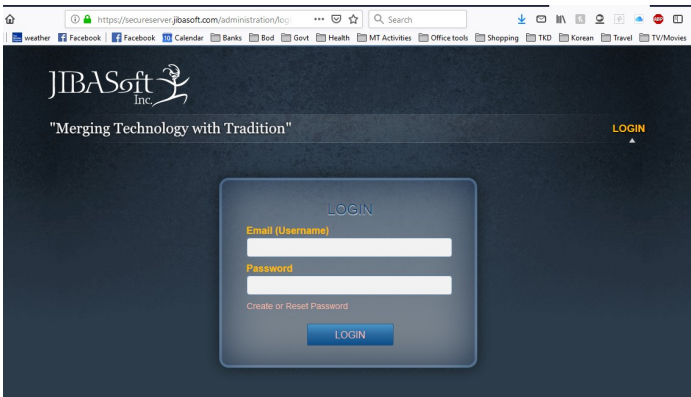 https://secureserver.jibasoft.com/administration/log
Search
weather Facebook Facebook 10 Calendar Banks Bod Govt Health MT Activities Office tools Shopping TKD Korean Travel TV/Movies
JIBASoft
Inc,
"Merging Technology with Tradition"
LOGIN
LOGIN
Email (Username)
Password
Create or Reset Password
LOGIN